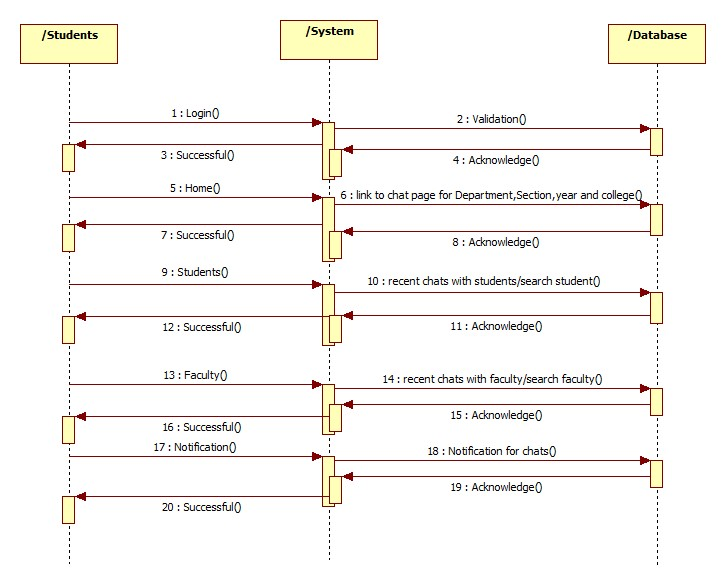 /Students
/System
/Database
1 : Login()
2 : Validation()
3 : Successful()
4 : Acknowledge()
5 : Home()
6 : link to chat page for Department,Section,year and college()
7 : Successful()
8 : Acknowledge()
9 : Students()
10 : recent chats with students/search student()
12 : Successful()
11 : Acknowledge()
13 : Faculty()
14 : recent chats with faculty/search faculty()
16 : Successful()
15 : Acknowledge()
17 : Notification()
18 : Notification for chats()
20 : Successful()
19 : Acknowledge()